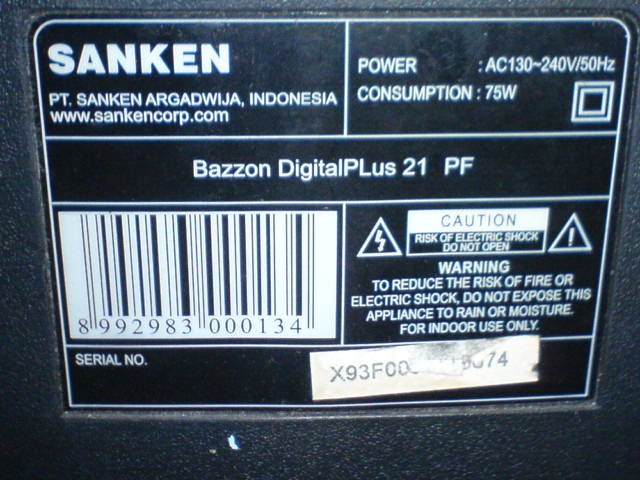 SANKEN
PT. SANKEN ARGADWIJA, INDONESIA
www.sankencorp.com
POWER : AC130~240V/50Hz
CONSUMPTION : 75W
Bazzon DigitalPLus 21 PF
8 992983 000134
CAUTION
RISK OF ELECTRIC SHOCK
DO NOT OPEN
WARNING
TO REDUCE THE RISK OF FIRE OR
ELECTRIC SHOCK, DO NOT EXPOSE THIS
APPLIANCE TO RAIN OR MOISTURE.
FOR INDOOR USE ONLY.
SERIAL NO.